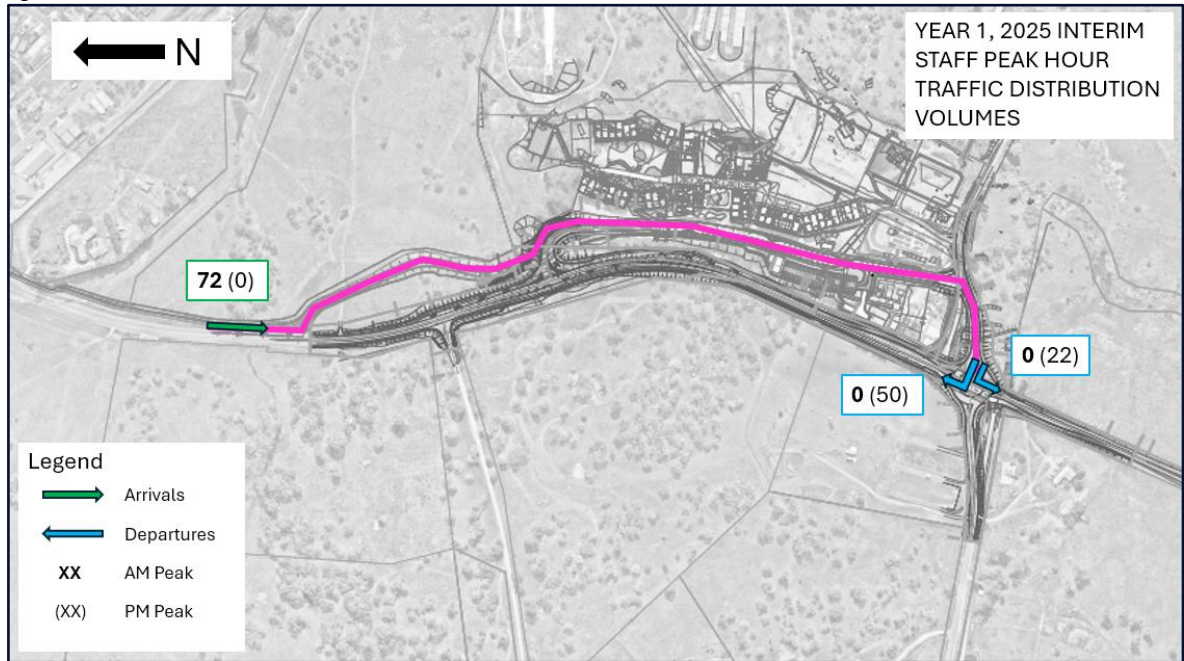 N
YEAR 1, 2025 INTERIM
STAFF PEAK HOUR
TRAFFIC DISTRIBUTION
VOLUMES
72 (0)
0 (22)
0 (50)
Legend
Arrivals
Departures
XX AM Peak
(XX) PM Peak